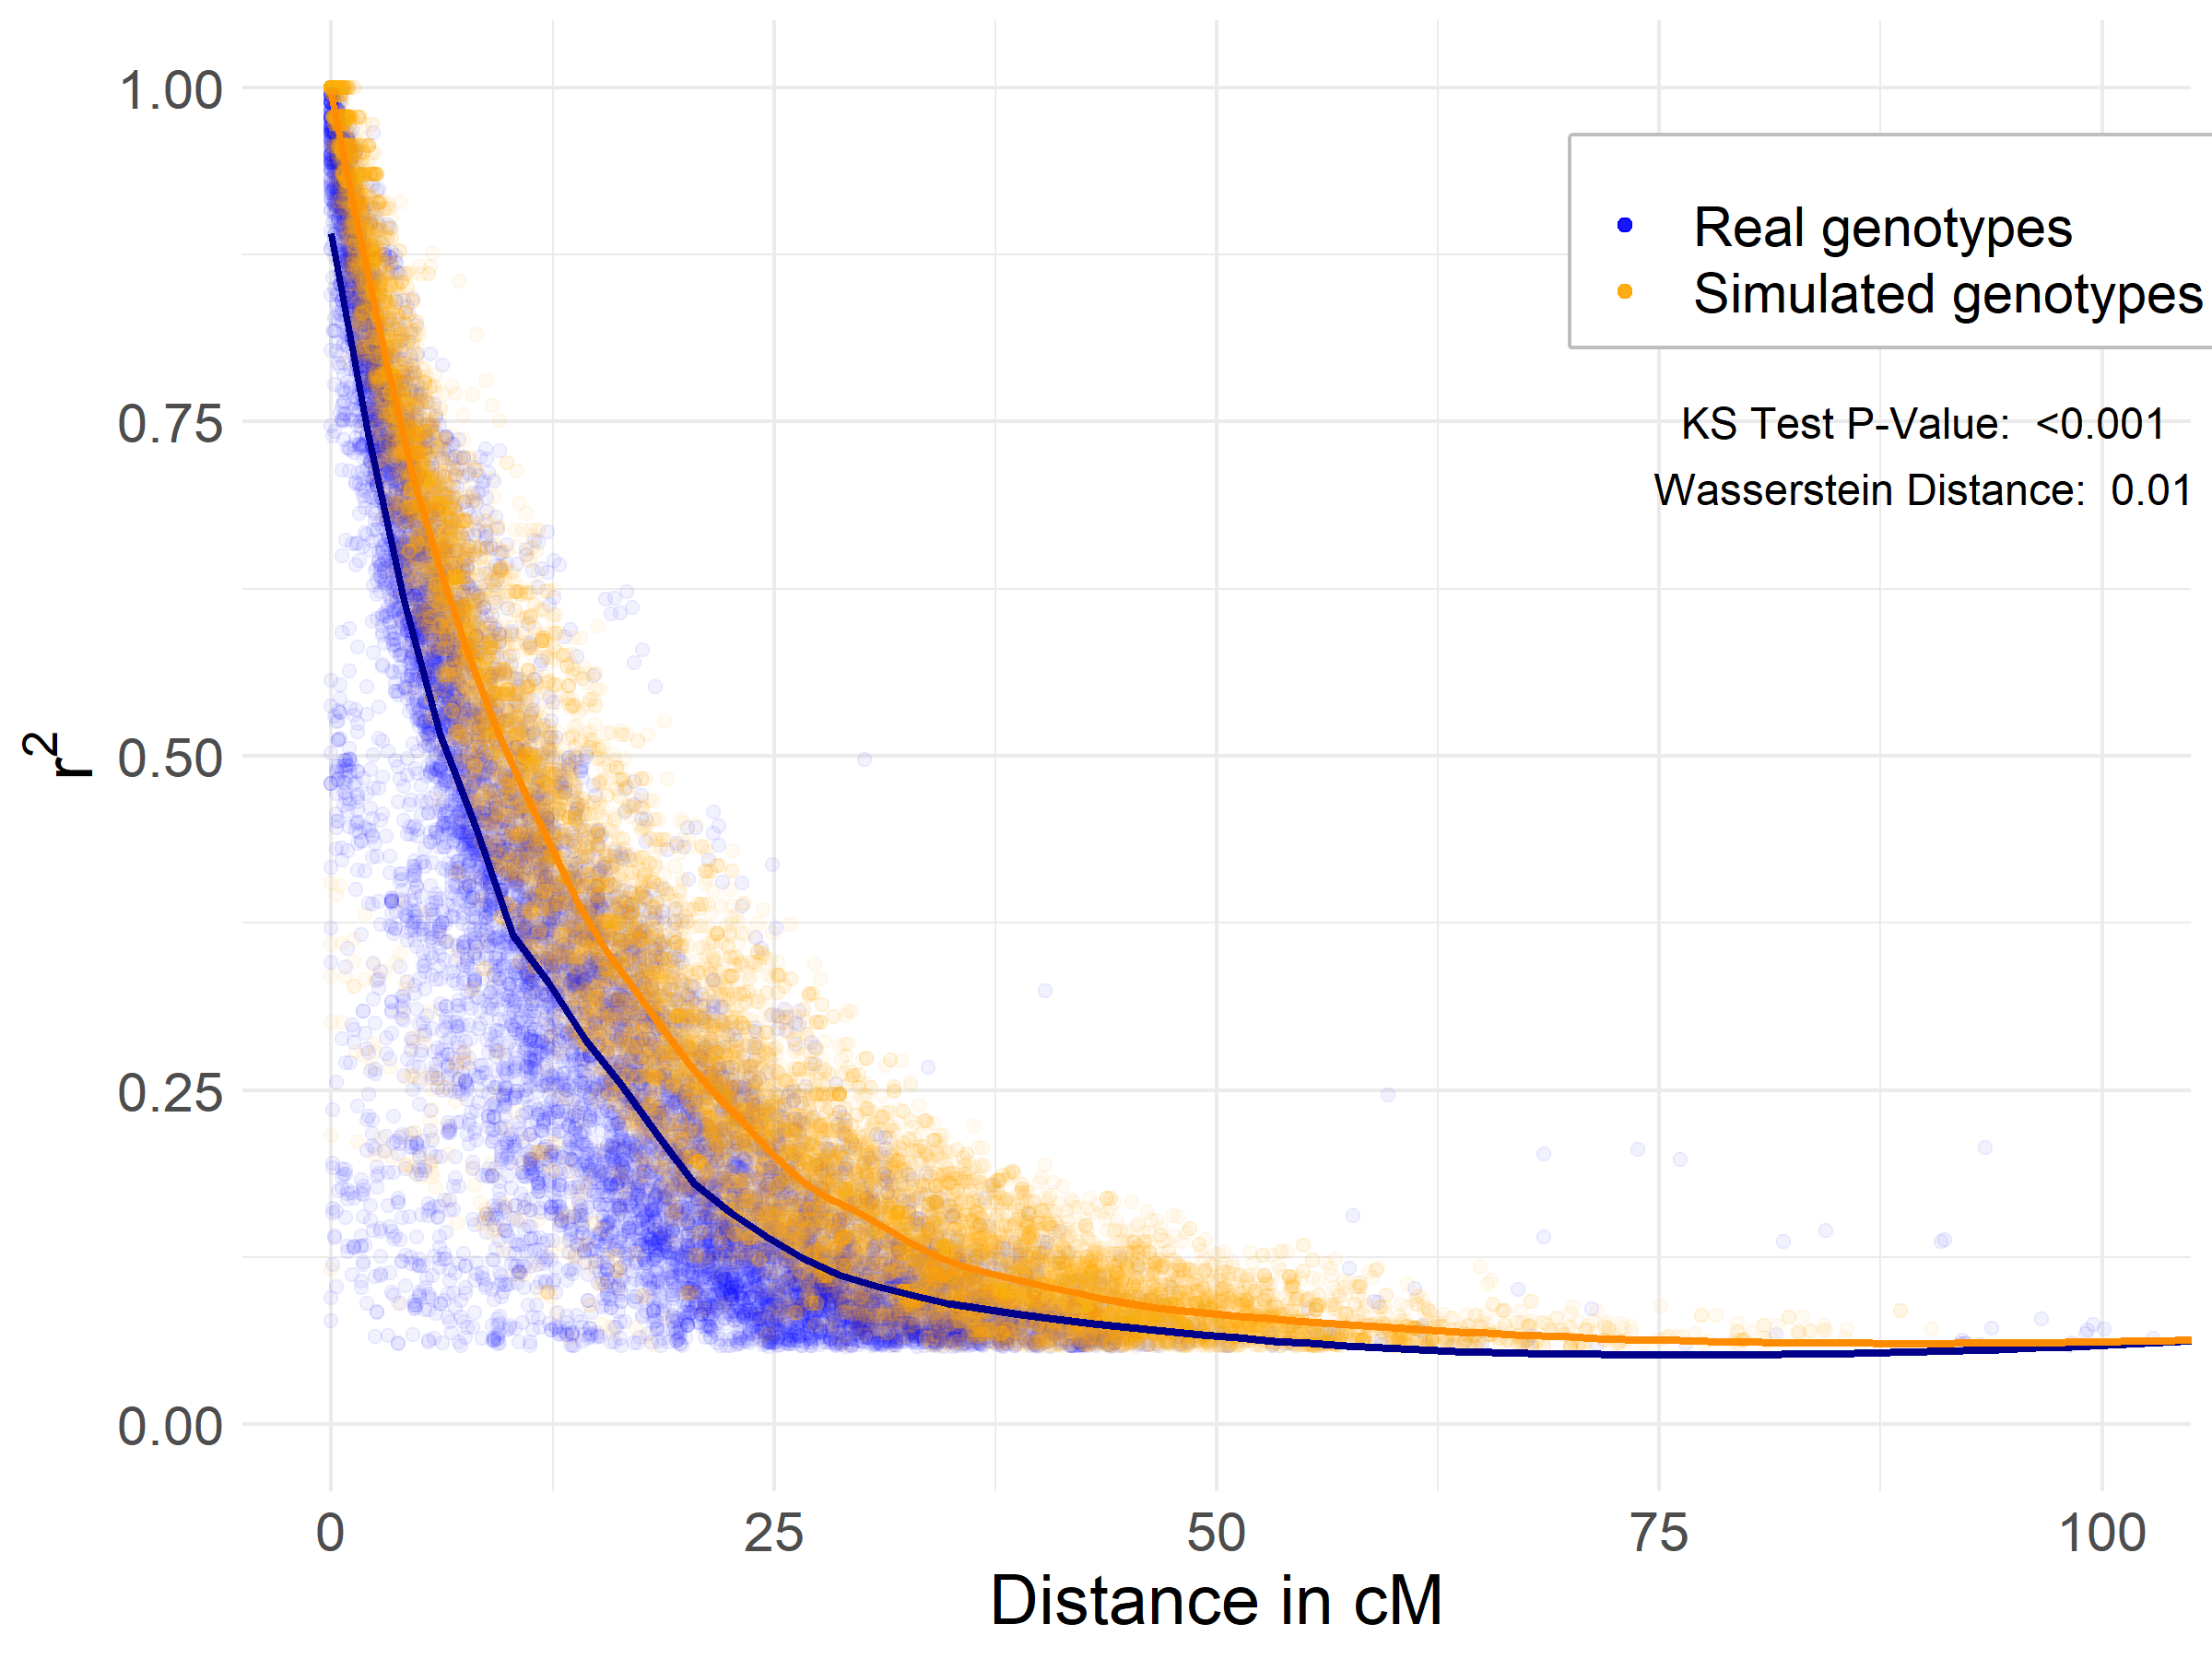 1.00
0.75
0.50
0.25
0.00
r²
0 25 50 75 100
Distance in cM
Real genotypes
Simulated genotypes
KS Test P-Value: <0.001
Wasserstein Distance: 0.01